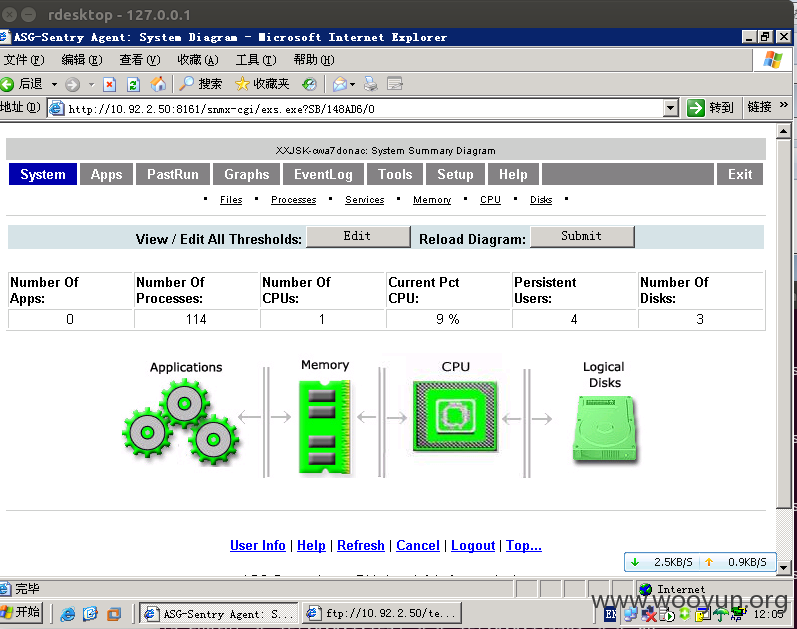 rdesktop - 127.0.0.1
ASG-Sentry Agent: System Diagram - Microsoft Internet Explorer
文件(F) 编辑(E) 查看(V) 收藏(A) 工具(T) 帮助(H)
后退 搜索 收藏夹
地址(D) http://10.92.2.50:8161/snmx-cgi/exs.exe?SB/148AD6/0 转到 链接 »
XXJSK-owa7donac: System Summary Diagram
System Apps PastRun Graphs EventLog Tools Setup Help Exit
• Files • Processes • Services • Memory • CPU • Disks •
View / Edit All Thresholds: Edit Reload Diagram: Submit
Number Of Apps: Number Of Processes: Number Of CPUs: Current Pct CPU: Persistent Users: Number Of Disks:
0 114 1 9 % 4 3
Applications Memory CPU Logical Disks
User Info | Help | Refresh | Cancel | Logout | Top...
2.5KB/S 0.9KB/S
完毕 Internet
www.wooyun.org
开始 ASG-Sentry Agent: S... ftp://10.92.2.50/te... EN 12:05